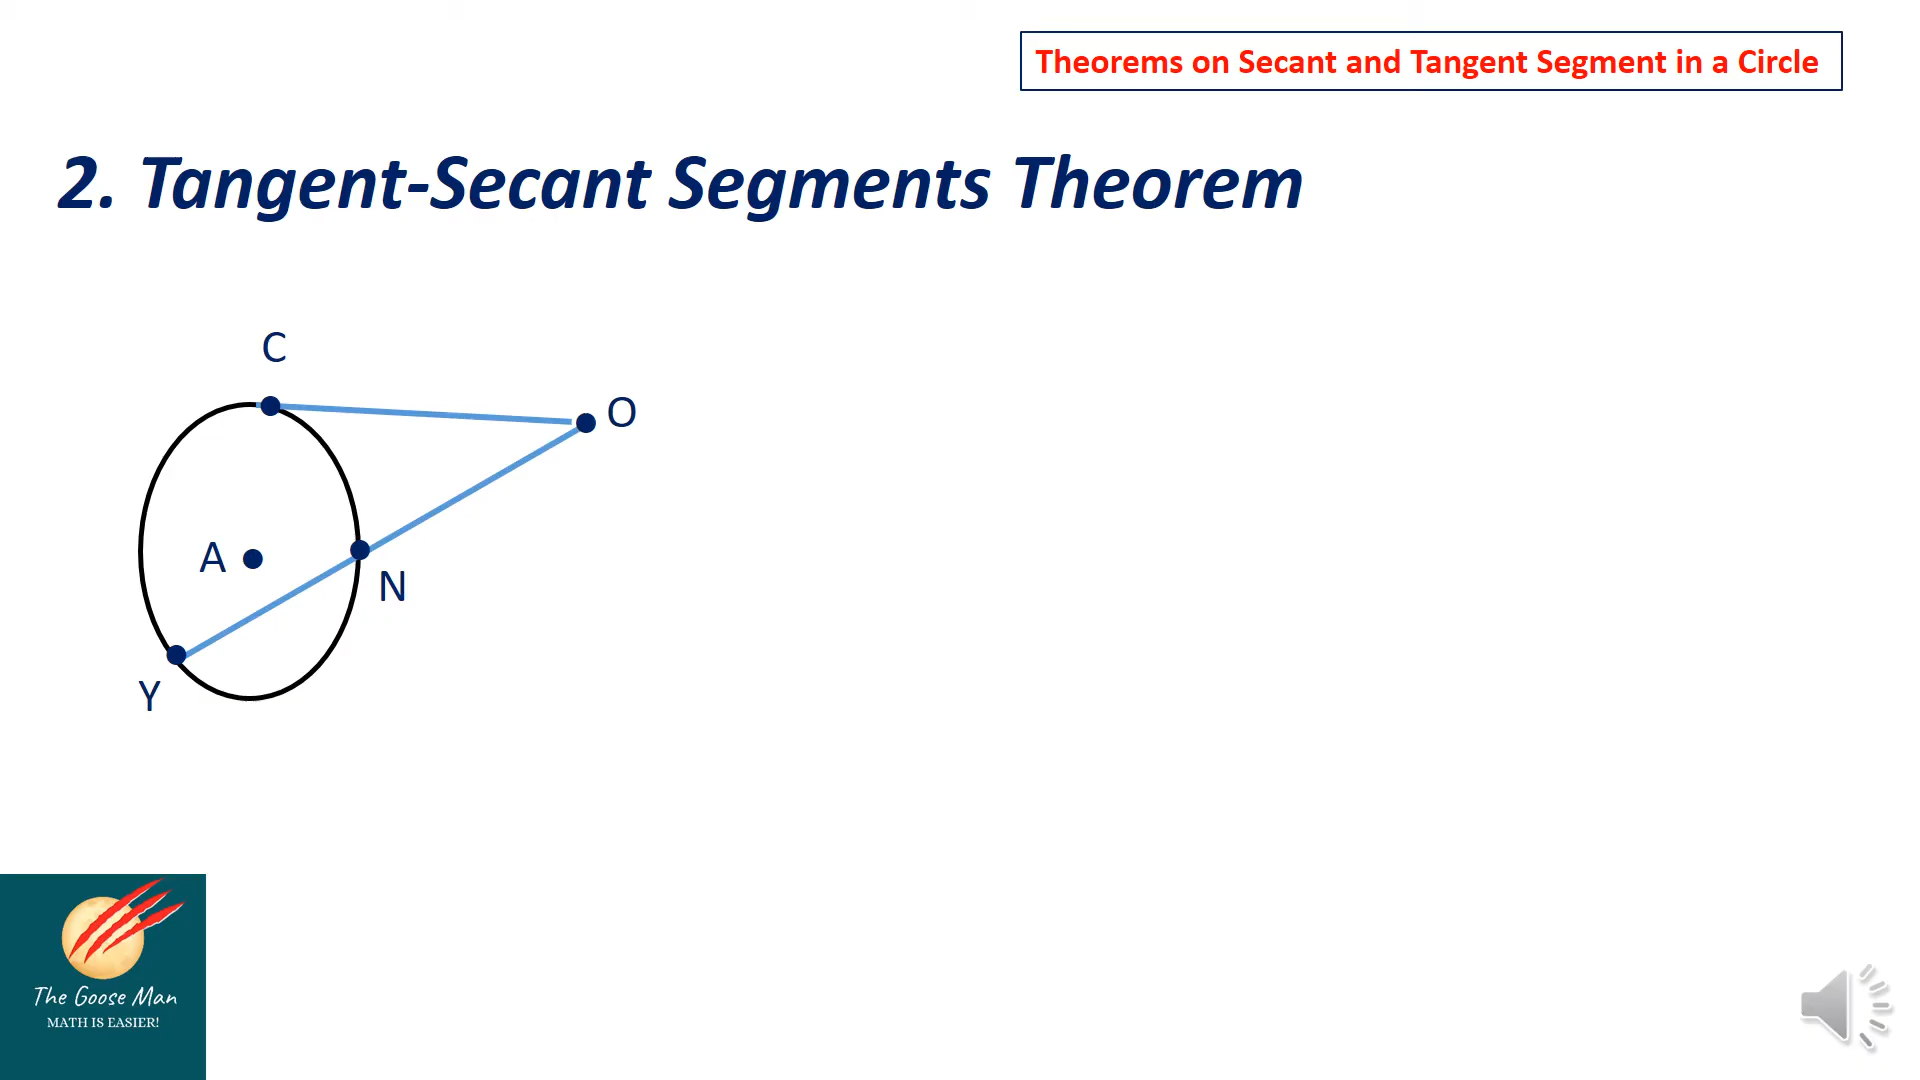 Theorems on Secant and Tangent Segment in a Circle
2. Tangent-Secant Segments Theorem
C
O
A
N
Y
The Goose Man
MATH IS EASIER!